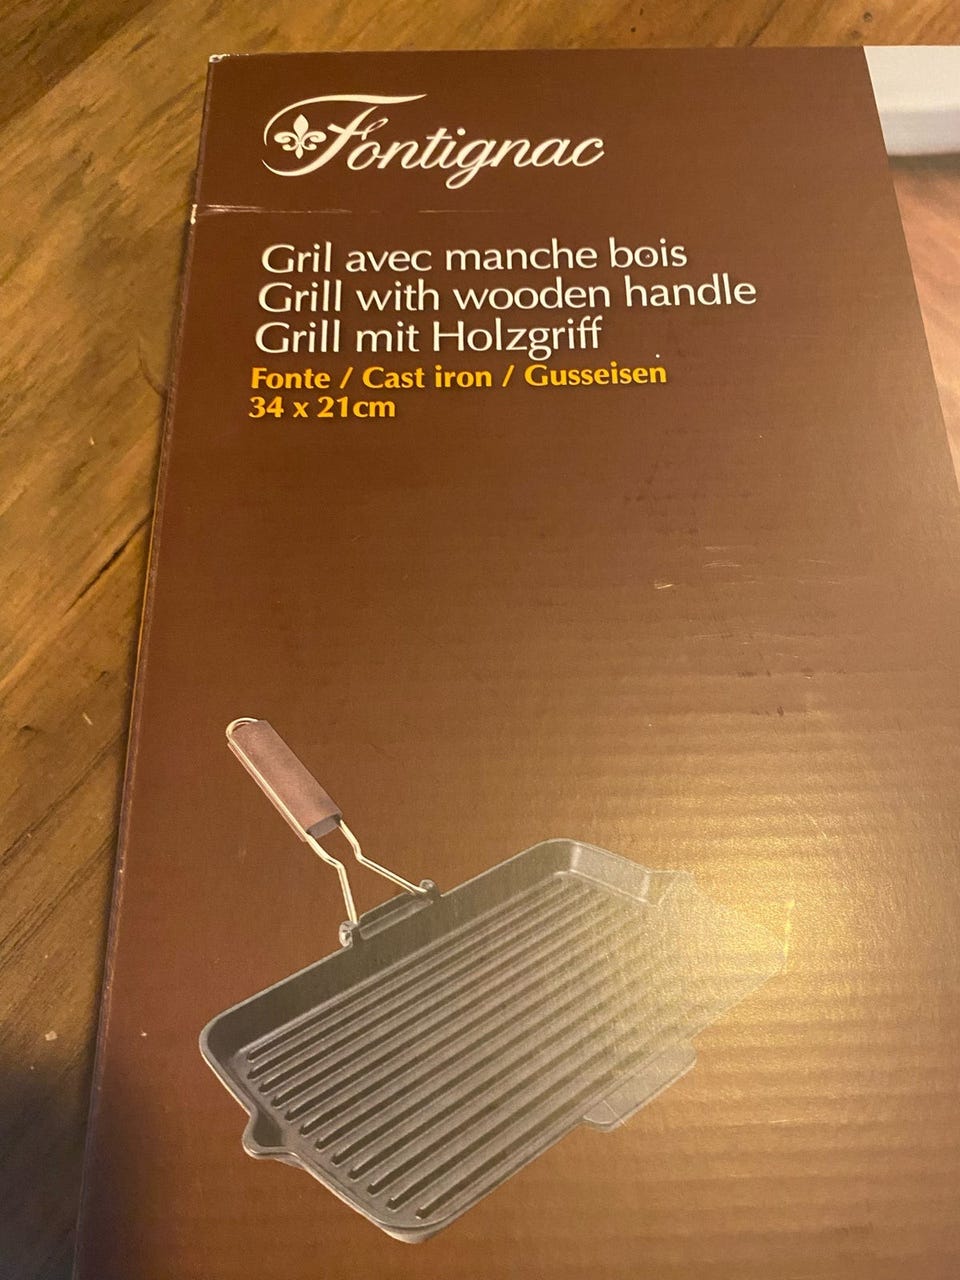 Fontignac
Gril avec manche bois
Grill with wooden handle
Grill mit Holzgriff
Fonte / Cast iron / Gusseisen
34 x 21cm